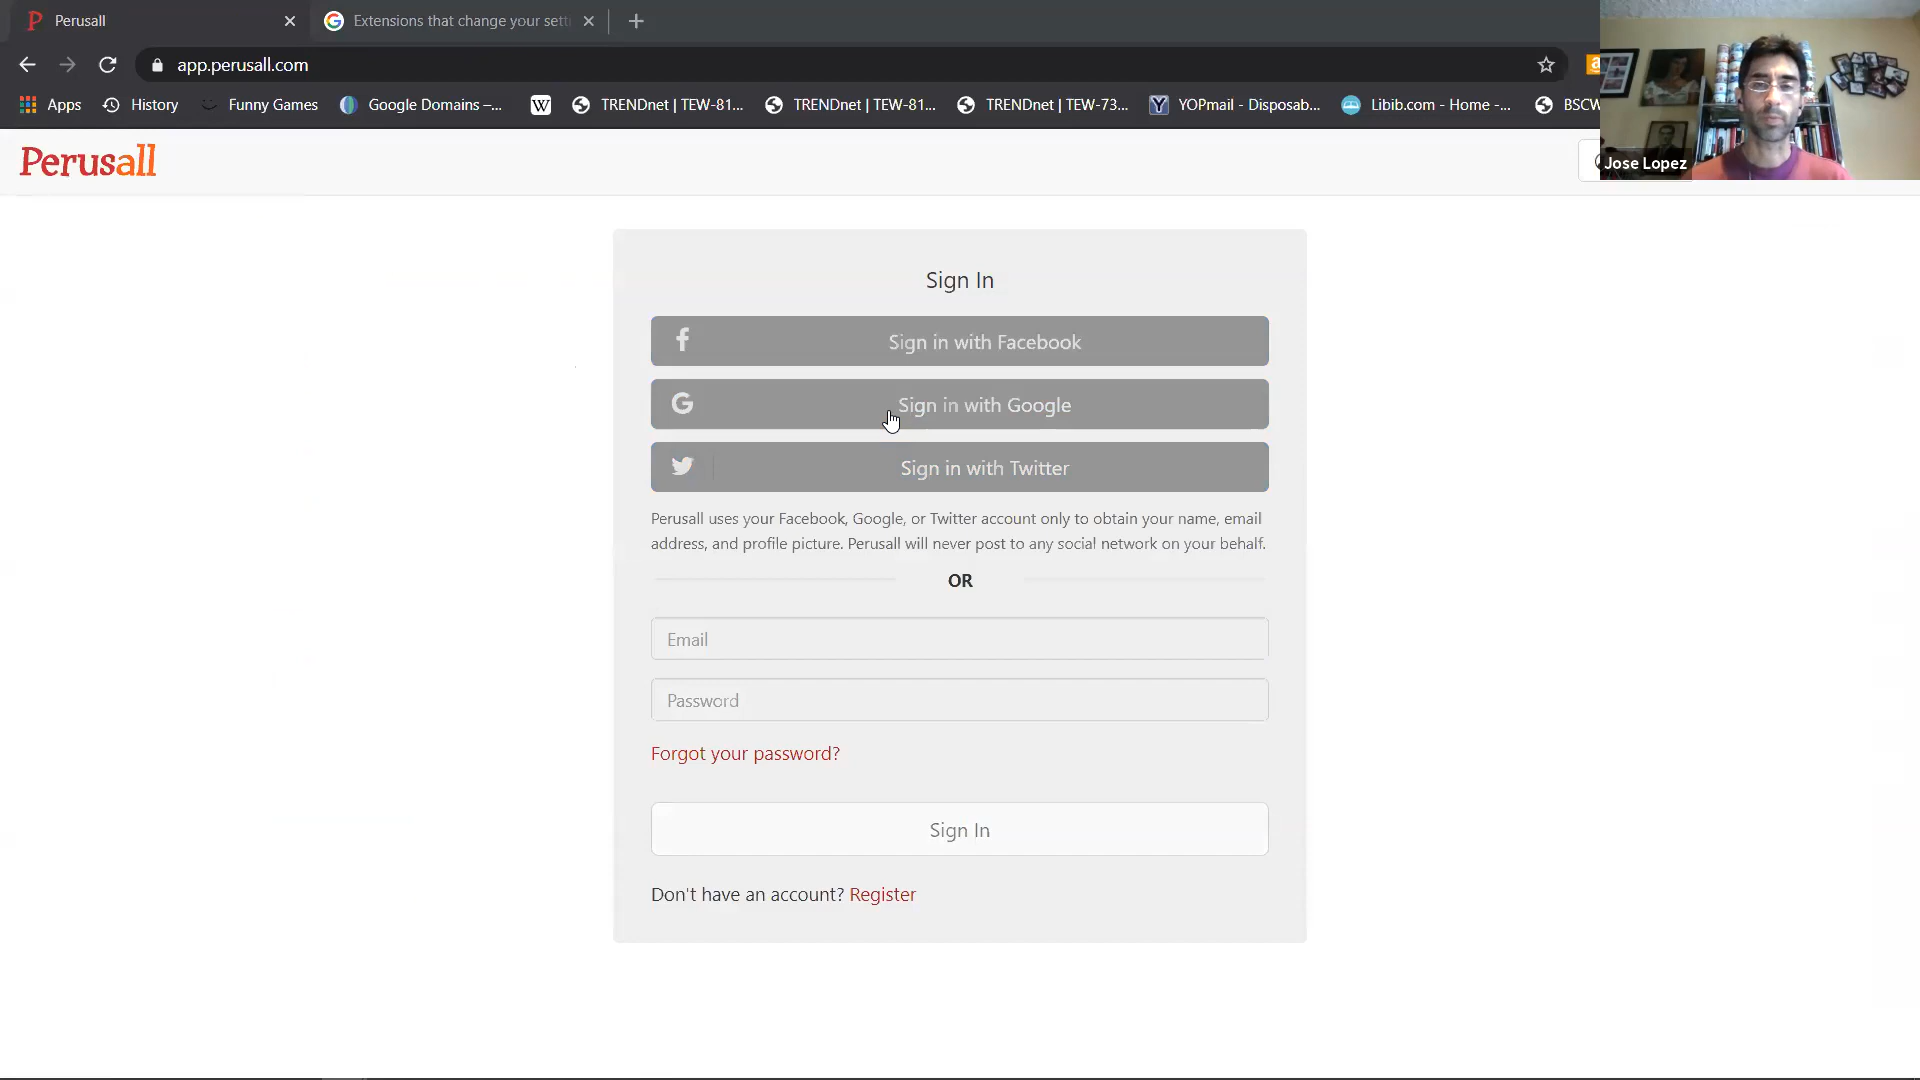 Perusall
Extensions that change your sett
app.perusall.com
Apps
History
Funny Games
Google Domains –...
W
TRENDnet | TEW-81...
TRENDnet | TEW-81...
TRENDnet | TEW-73...
YOPmail - Disposab...
Libib.com - Home -...
BSCW
Jose Lopez
Perusall
Sign In
Sign in with Facebook
Sign in with Google
Sign in with Twitter
Perusall uses your Facebook, Google, or Twitter account only to obtain your name, email
address, and profile picture. Perusall will never post to any social network on your behalf.
OR
Email
Password
Forgot your password?
Sign In
Don't have an account? Register